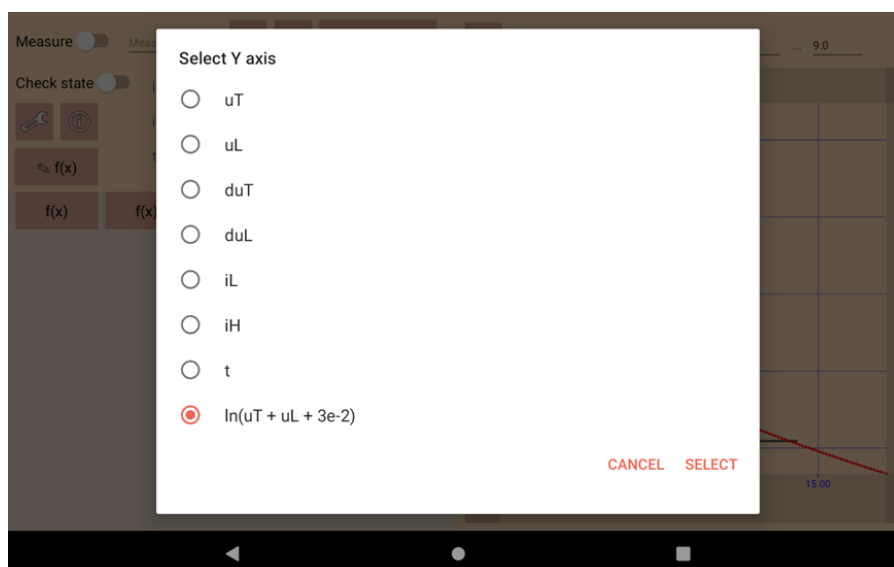 Measure
Meas
... 9.0
Check state
f(x)
f(x)
f(x)
Select Y axis
uT
uL
duT
duL
iL
iH
t
ln(uT + uL + 3e-2)
CANCEL SELECT
15.00